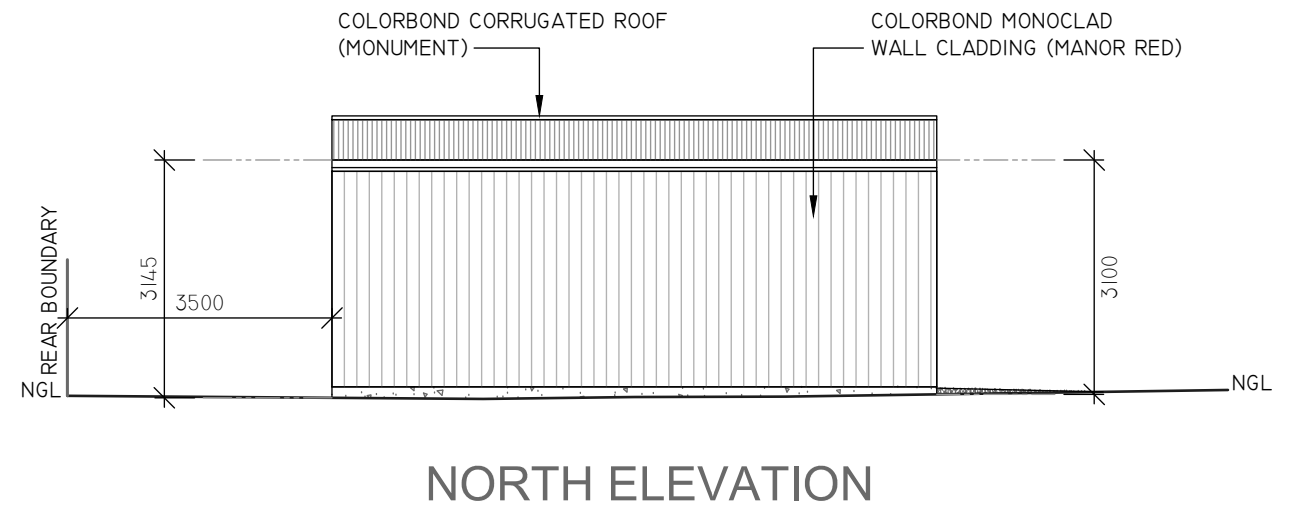 COLORBOND CORRUGATED ROOF
(MONUMENT)
COLORBOND MONOCLAD
WALL CLADDING (MANOR RED)
REAR BOUNDARY
3145
3500
3100
NGL
NGL
NORTH ELEVATION